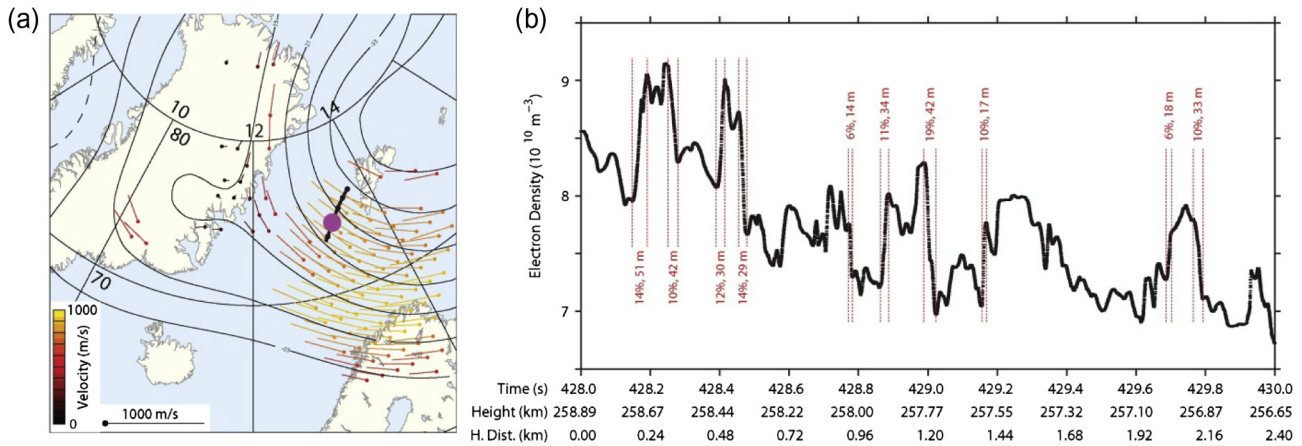 (a)
10
80
12
14
70
1000
Velocity (m/s)
0
1000 m/s
(b)
Electron Density (10¹⁰ m⁻³)
9
8
7
14%, 51 m
10%, 42 m
12%, 30 m
14%, 29 m
6%, 14 m
11%, 34 m
19%, 42 m
10%, 17 m
6%, 18 m
10%, 33 m
Time (s) 428.0 428.2 428.4 428.6 428.8 429.0 429.2 429.4 429.6 429.8 430.0
Height (km) 258.89 258.67 258.44 258.22 258.00 257.77 257.55 257.32 257.10 256.87 256.65
H. Dist. (km) 0.00 0.24 0.48 0.72 0.96 1.20 1.44 1.68 1.92 2.16 2.40